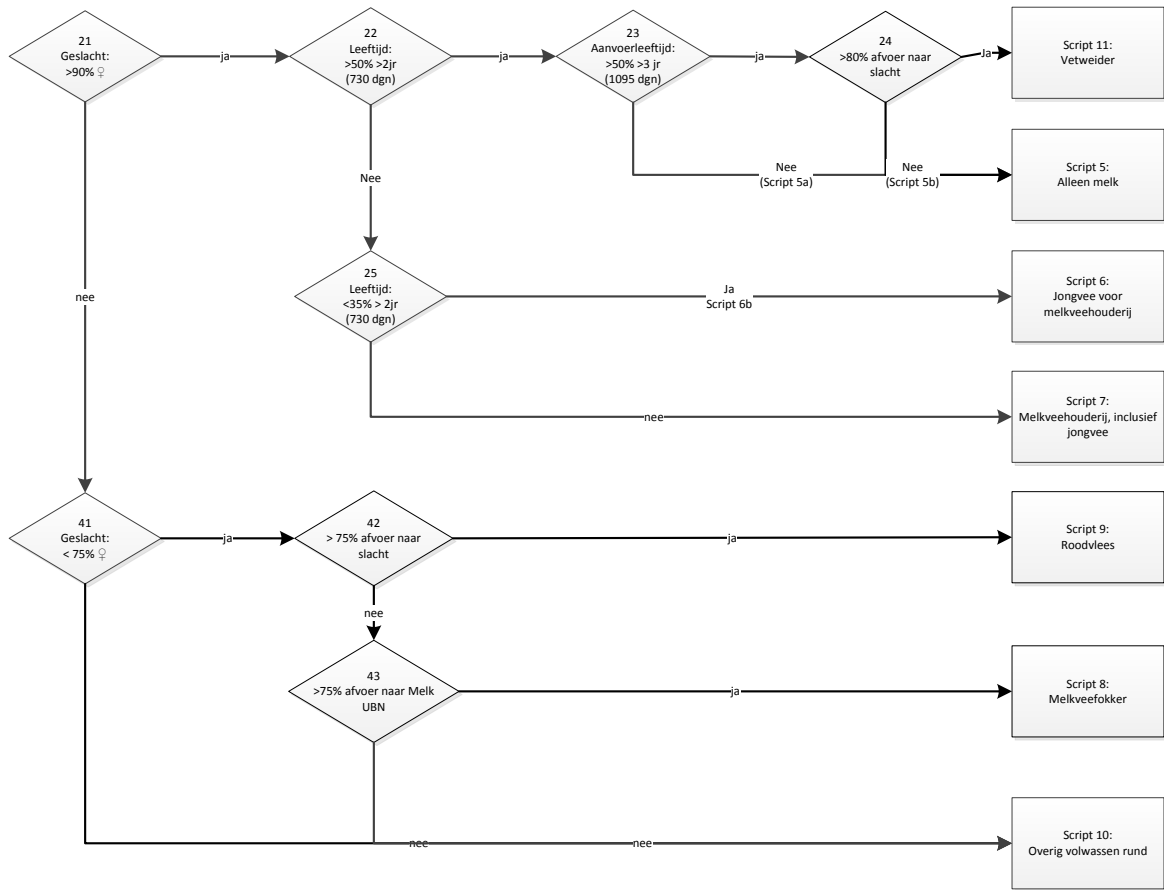 21
Geslacht:
>90% ♀
ja
22
Leeftijd:
>50% >2jr
(730 dgn)
ja
23
Aanvoerleeftijd:
>50% >3 jr
(1095 dgn)
ja
24
>80% afvoer naar
slacht
Ja
Script 11:
Vetweider
Nee
(Script 5a)
Nee
(Script 5b)
Script 5:
Alleen melk
Nee
25
Leeftijd:
<35% > 2jr
(730 dgn)
Ja
Script 6b
Script 6:
Jongvee voor
melkveehouderij
nee
nee
Script 7:
Melkveehouderij, inclusief
jongvee
41
Geslacht:
< 75% ♀
ja
42
> 75% afvoer naar
slacht
ja
Script 9:
Roodvlees
nee
43
>75% afvoer naar Melk
UBN
ja
Script 8:
Melkveefokker
nee
nee
Script 10:
Overig volwassen rund